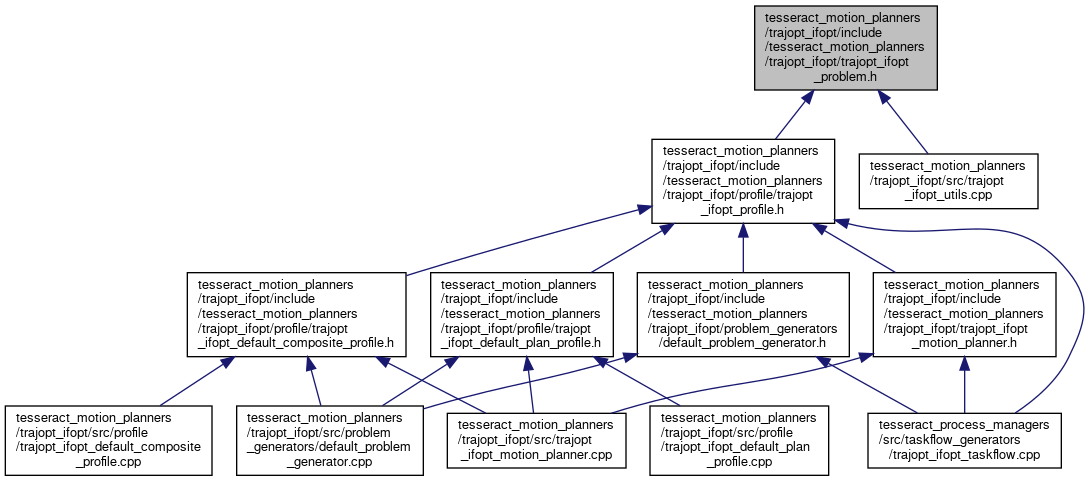 tesseract_motion_planners
/trajopt_ifopt/include
/tesseract_motion_planners
/trajopt_ifopt/trajopt_ifopt
_problem.h
tesseract_motion_planners
/trajopt_ifopt/include
/tesseract_motion_planners
/trajopt_ifopt/profile/trajopt
_ifopt_profile.h
tesseract_motion_planners
/trajopt_ifopt/src/trajopt
_ifopt_utils.cpp
tesseract_motion_planners
/trajopt_ifopt/include
/tesseract_motion_planners
/trajopt_ifopt/profile/trajopt
_ifopt_default_composite_profile.h
tesseract_motion_planners
/trajopt_ifopt/include
/tesseract_motion_planners
/trajopt_ifopt/profile/trajopt
_ifopt_default_plan_profile.h
tesseract_motion_planners
/trajopt_ifopt/include
/tesseract_motion_planners
/trajopt_ifopt/problem_generators
/default_problem_generator.h
tesseract_motion_planners
/trajopt_ifopt/include
/tesseract_motion_planners
/trajopt_ifopt/trajopt_ifopt
_motion_planner.h
tesseract_motion_planners
/trajopt_ifopt/src/profile
/trajopt_ifopt_default_composite
_profile.cpp
tesseract_motion_planners
/trajopt_ifopt/src/problem
_generators/default_problem
_generator.cpp
tesseract_motion_planners
/trajopt_ifopt/src/trajopt
_ifopt_motion_planner.cpp
tesseract_motion_planners
/trajopt_ifopt/src/profile
/trajopt_ifopt_default_plan
_profile.cpp
tesseract_process_managers
/src/taskflow_generators
/trajopt_ifopt_taskflow.cpp